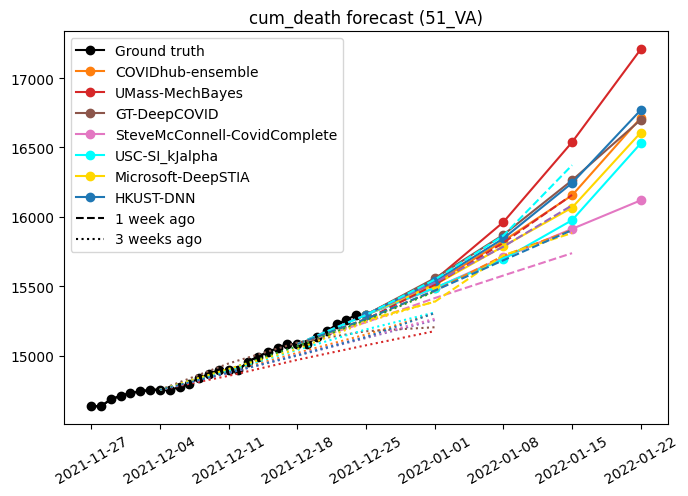 cum_death forecast (51_VA)
Ground truth
COVIDhub-ensemble
UMass-MechBayes
GT-DeepCOVID
SteveMcConnell-CovidComplete
USC-SI_kJalpha
Microsoft-DeepSTIA
HKUST-DNN
1 week ago
3 weeks ago
17000
16500
16000
15500
15000
2021-11-27
2021-12-04
2021-12-11
2021-12-18
2021-12-25
2022-01-01
2022-01-08
2022-01-15
2022-01-22